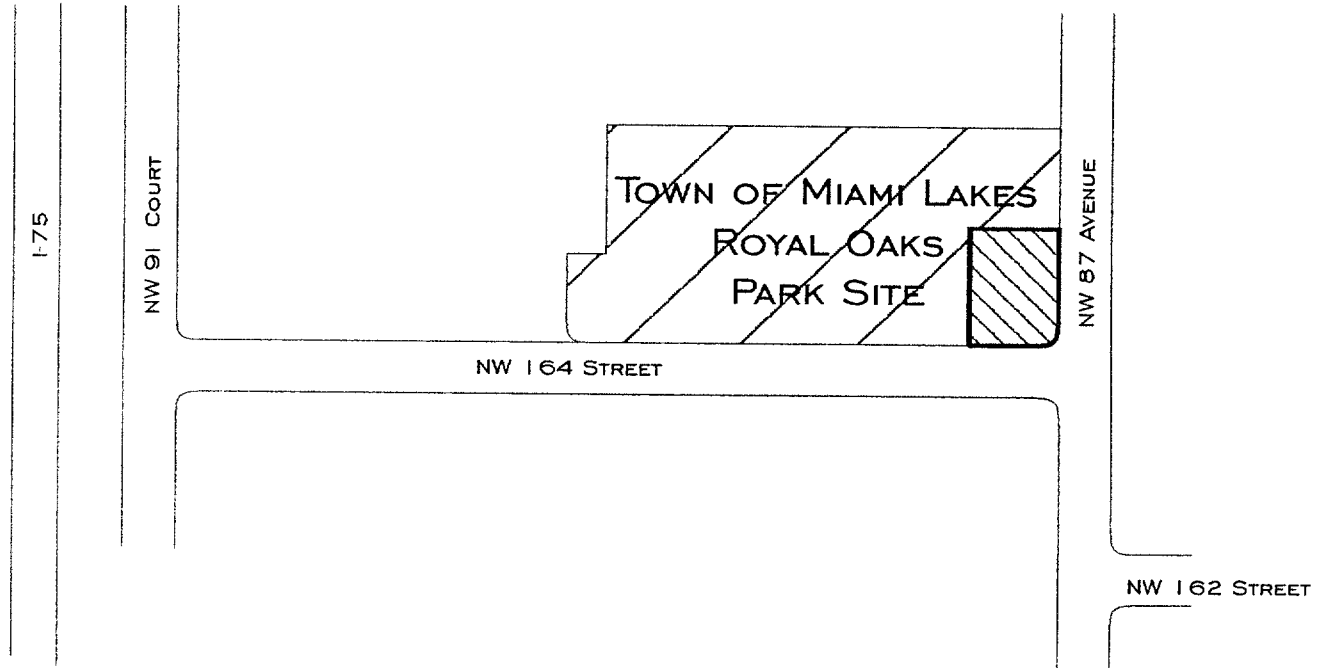 I-75
NW 91 COURT
TOWN OF MIAMI LAKES
ROYAL OAKS
PARK SITE
NW 87 AVENUE
NW 164 STREET
NW 162 STREET